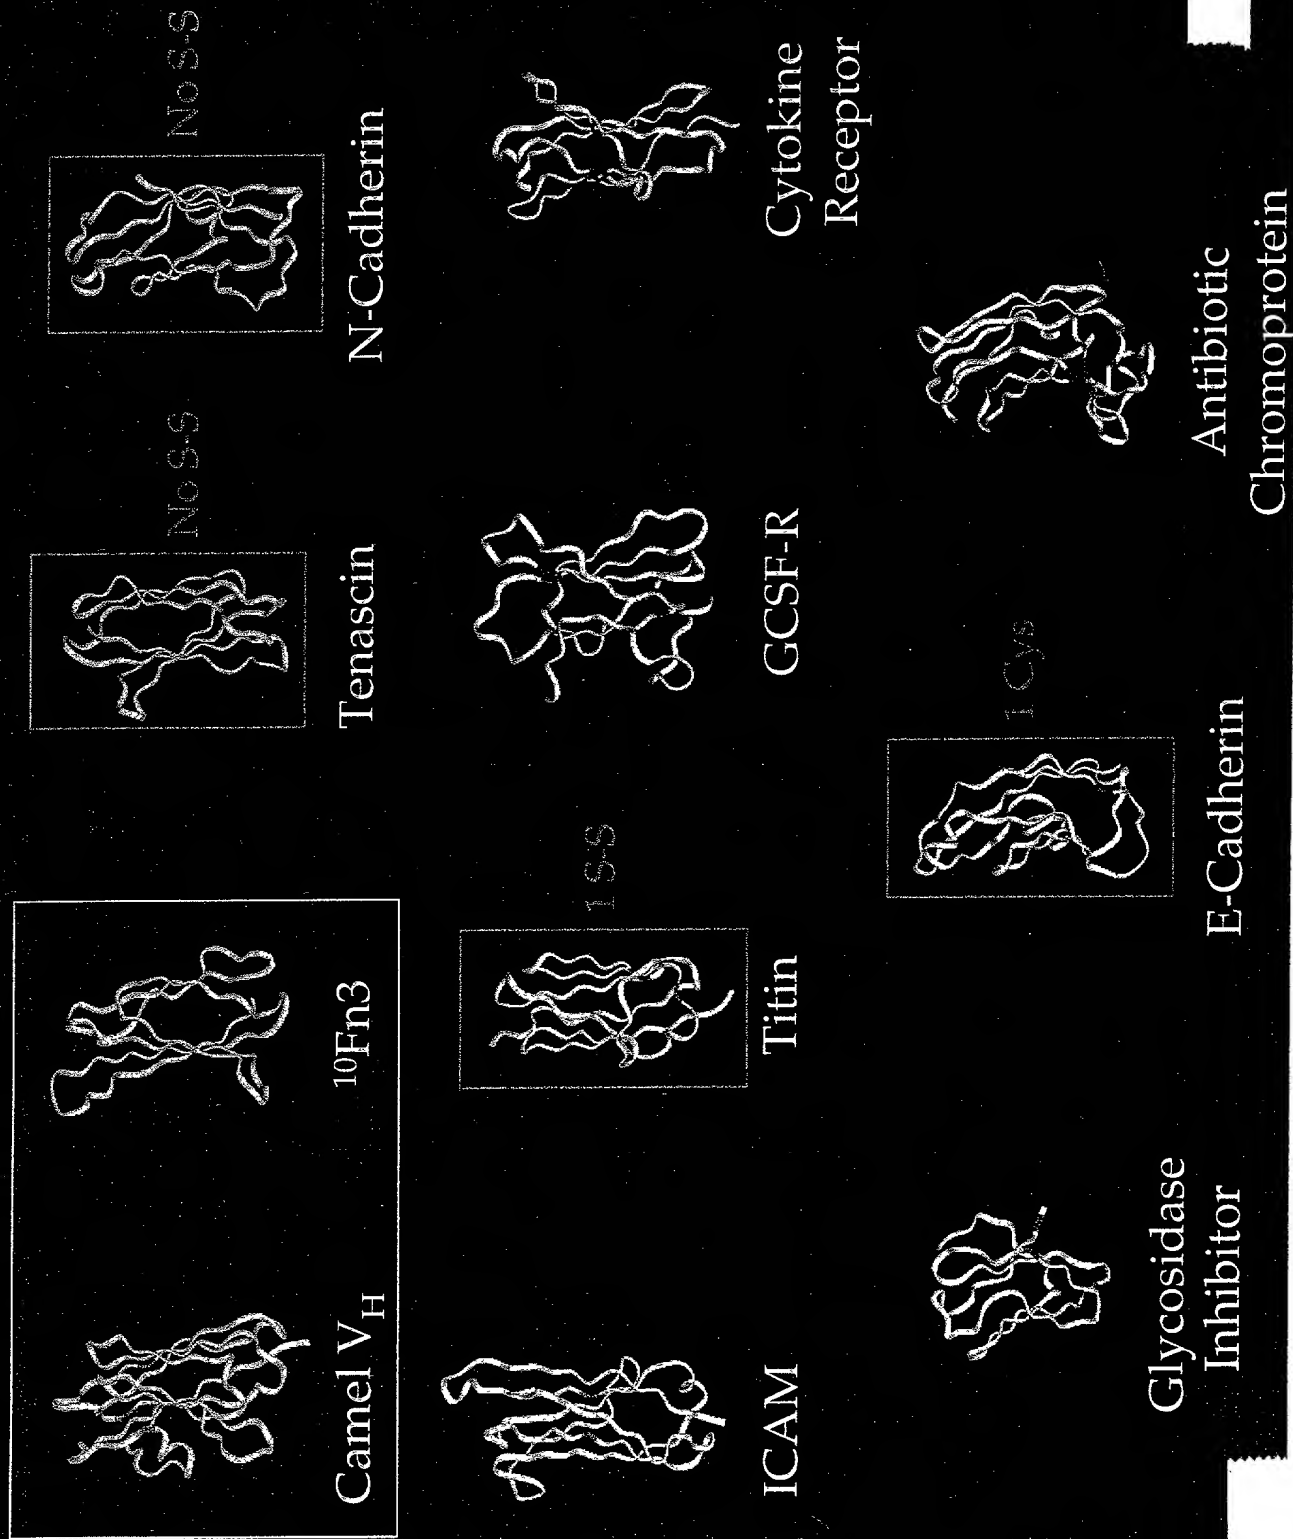 No S-S
No S-S
Camel V_H
¹⁰Fn3
Tenascin
N-Cadherin
1 S-S
ICAM
Titin
GCSF-R
Cytokine
Receptor
1 Cys
Glycosidase
Inhibitor
E-Cadherin
Antibiotic
Chromoprotein